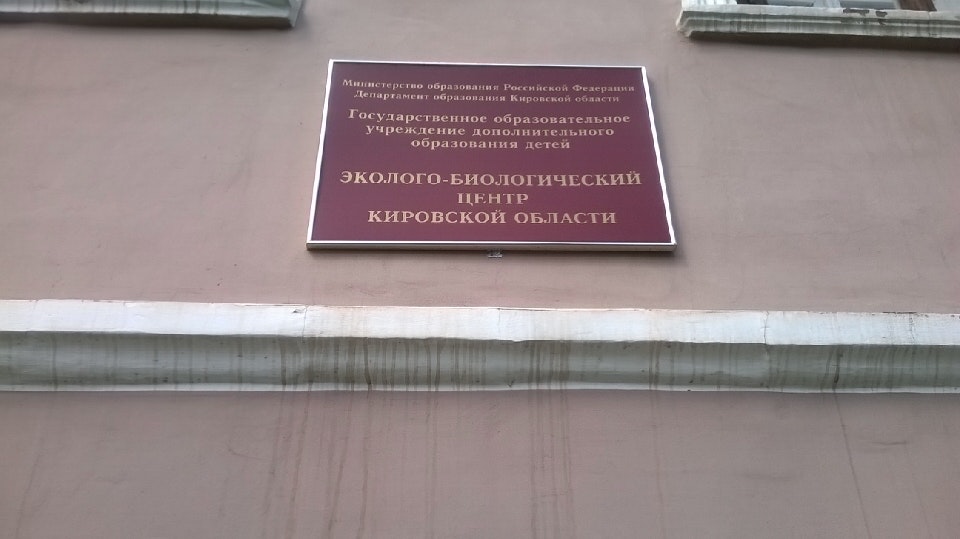 Министерство образования Российской Федерации
Департамент образования Кировской области
Государственное образовательное
учреждение дополнительного
образования детей
ЭКОЛОГО-БИОЛОГИЧЕСКИЙ
ЦЕНТР
КИРОВСКОЙ ОБЛАСТИ